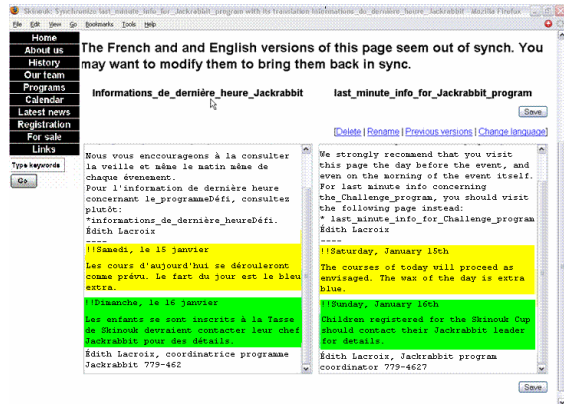 Skinouk: Synchronize last_minute_info_for_Jackrabbit_program with its translation Informations_de_derniere_heure_Jackrabbit - Mozilla Firefox
File Edit View Go Bookmarks Tools Help
Home
About us
History
Our team
Programs
Calendar
Latest news
Registration
For sale
Links
Type keywords
Go
The French and and English versions of this page seem out of synch. You
may want to modify them to bring them back in sync.
Informations_de_dernière_heure_Jackrabbit
last_minute_info_for_Jackrabbit_program
Save
[Delete | Rename | Previous versions | Change language]
Nous vous enccourageons à la consulter
la veille et même le matin même de
chaque évenement.
Pour l'information de dernière heure
concernant le_programmeDéfi, consultez
plutôt:
*informations_de_dernière_heureDéfi.
Édith Lacroix
----
!!Samedi, le 15 janvier
Les cours d'aujourd'hui se dérouleront
comme prévu. Le fart du jour est le bleu
extra.
!!Dimanche, le 16 janvier
Les enfants se sont inscrits à la Tasse
de Skinouk devraient contacter leur chef
Jackrabbit pour des détails.
Édith Lacroix, coordinatrice programme
Jackrabbit 779-462
We strongly recommend that you visit
this page the day before the event, and
even on the morning of the event itself.
For last minute info concerning
the_Challenge_program, you should visit
the following page instead:
* last_minute_info_for_Challenge_program
Édith Lacroix
----
!!Saturday, January 15th
The courses of today will proceed as
envisaged. The wax of the day is extra
blue.
!!Sunday, January 16th
Children registered for the Skinouk Cup
should contact their Jackrabbit leader
for details.
Édith Lacroix, Jackrabbit program
coordinator 779-4627
Save